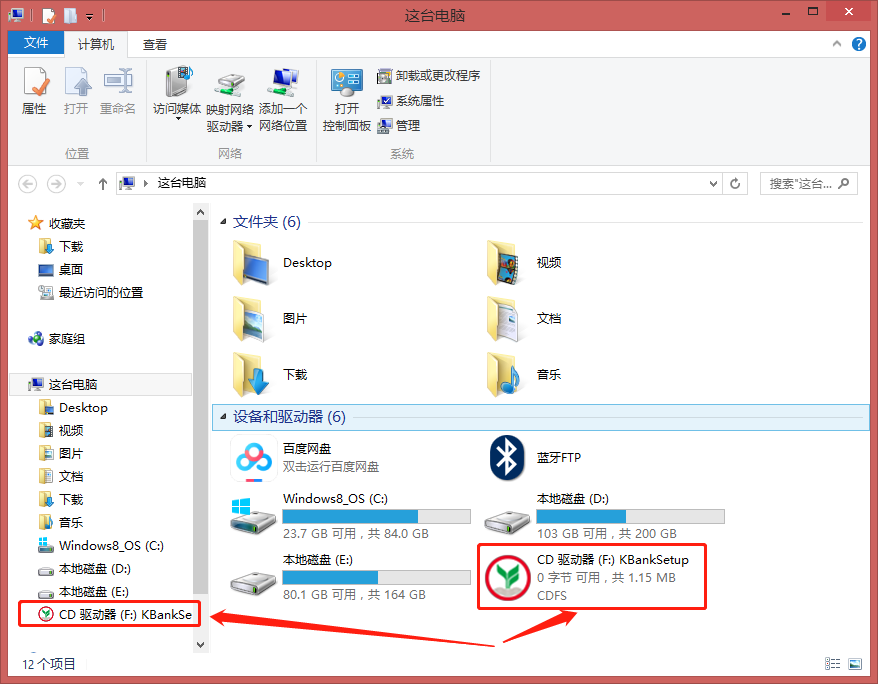 这台电脑
文件 计算机 查看
属性 打开 重命名 访问媒体 映射网络驱动器 添加一个网络位置 打开控制面板 卸载或更改程序
系统属性
管理
位置 网络 系统
这台电脑 搜索"这台...
收藏夹
下载
桌面
最近访问的位置
家庭组
这台电脑
Desktop
视频
图片
文档
下载
音乐
Windows8_OS (C:)
本地磁盘 (D:)
本地磁盘 (E:)
CD 驱动器 (F:) KBankSe
文件夹 (6)
Desktop 视频
图片 文档
下载 音乐
设备和驱动器 (6)
百度网盘
双击运行百度网盘
蓝牙FTP
Windows8_OS (C:)
23.7 GB 可用，共 84.0 GB
本地磁盘 (D:)
103 GB 可用，共 200 GB
本地磁盘 (E:)
80.1 GB 可用，共 164 GB
CD 驱动器 (F:) KBankSetup
0 字节 可用，共 1.15 MB
CDFS
12 个项目